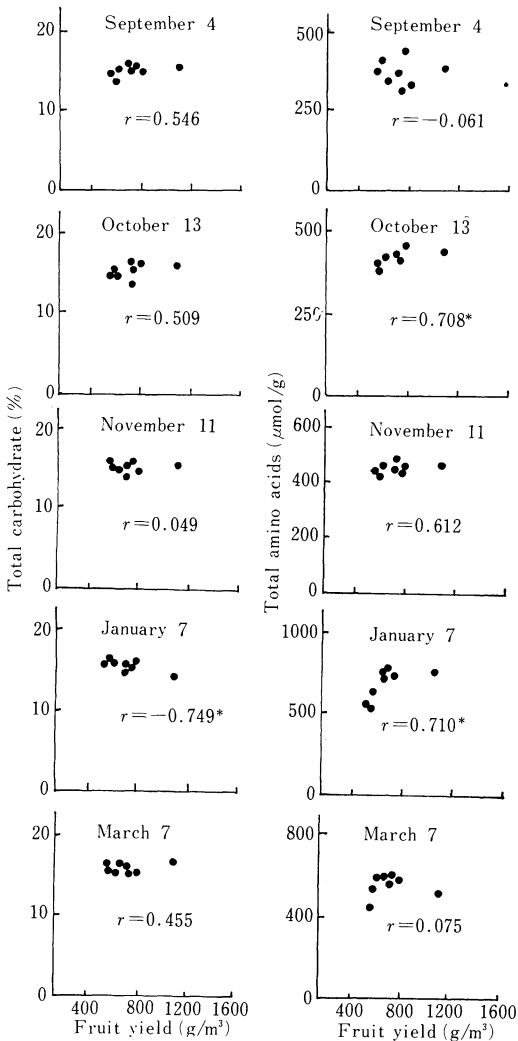 September 4
20
10
0
r=0.546
September 4
500
250
0
r=−0.061
October 13
20
10
0
r=0.509
October 13
500
250
0
r=0.708*
November 11
20
10
0
r=0.049
November 11
600
400
200
0
r=0.612
January 7
20
10
0
r=−0.749*
January 7
1000
500
0
r=0.710*
March 7
20
10
0
r=0.455
March 7
800
400
0
r=0.075
Total carbohydrate (%)
Total amino acids (μmol/g)
400 800 1200 1600
Fruit yield (g/m³)
400 800 1200 1600
Fruit yield (g/m³)